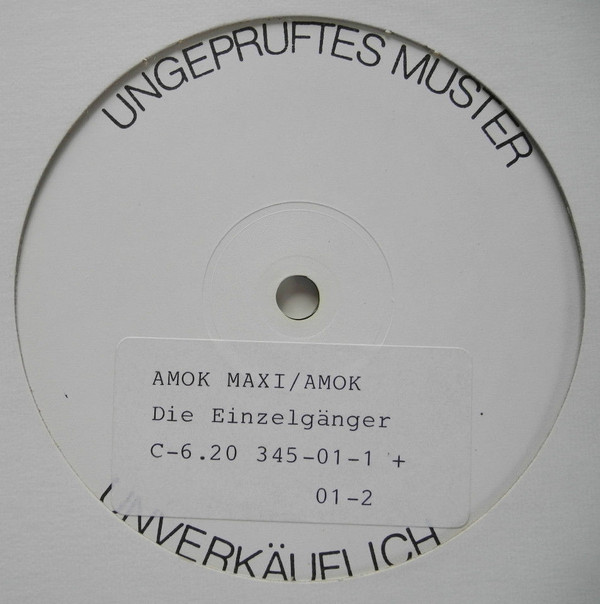 UNGEPRÜFTES MUSTER
AMOK MAXI/AMOK
Die Einzelgänger
C-6.20 345-01-1 +
01-2
UNVERKÄUFLICH